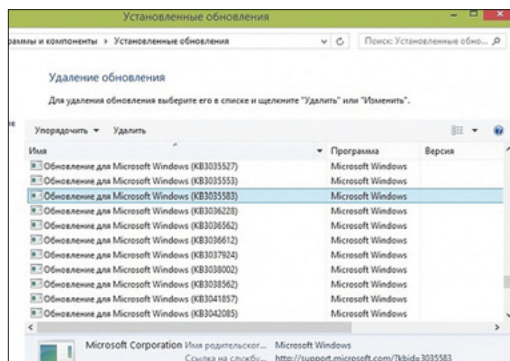 Установленные обновления
раммы и компоненты ▸ Установленные обновления Поиск: Установленные обно...
Удаление обновления
Для удаления обновления выберите его в списке и щелкните "Удалить" или "Изменить".
Упорядочить ▾ Удалить
Имя Программа Версия
Обновление для Microsoft Windows (KB3035527) Microsoft Windows
Обновление для Microsoft Windows (KB3035553) Microsoft Windows
Обновление для Microsoft Windows (KB3035583) Microsoft Windows
Обновление для Microsoft Windows (KB3036228) Microsoft Windows
Обновление для Microsoft Windows (KB3036562) Microsoft Windows
Обновление для Microsoft Windows (KB3036612) Microsoft Windows
Обновление для Microsoft Windows (KB3037924) Microsoft Windows
Обновление для Microsoft Windows (KB3038002) Microsoft Windows
Обновление для Microsoft Windows (KB3038562) Microsoft Windows
Обновление для Microsoft Windows (KB3041857) Microsoft Windows
Обновление для Microsoft Windows (KB3042085) Microsoft Windows
Microsoft Corporation Имя родительског... Microsoft Windows
Ссылка на службу... http://support.microsoft.com/?kbid=3035583